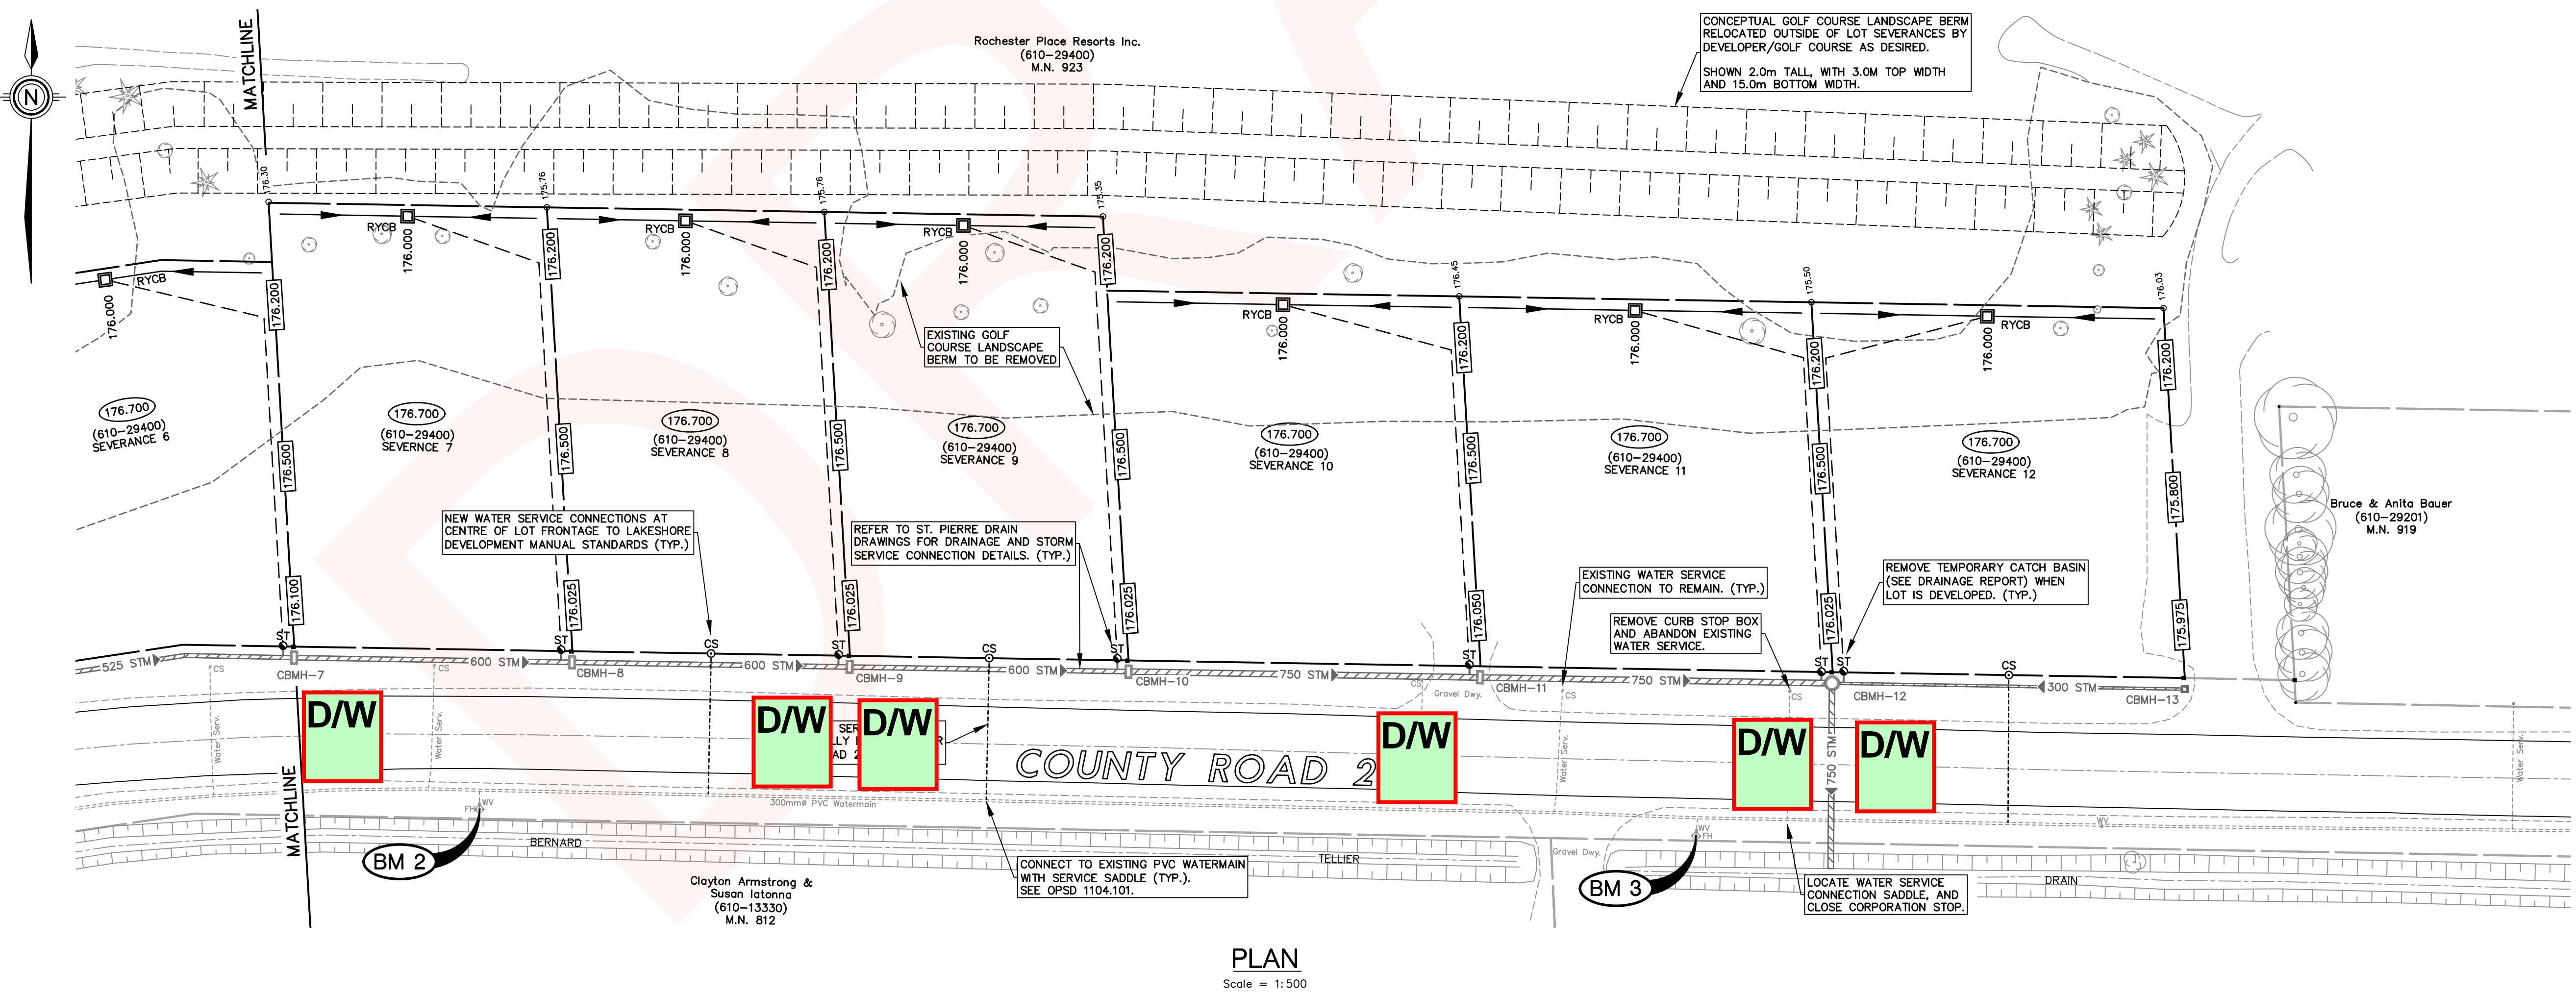 MATCHLINE
N
Rochester Place Resorts Inc.
(610-29400)
M.N. 923
CONCEPTUAL GOLF COURSE LANDSCAPE BERM
RELOCATED OUTSIDE OF LOT SEVERANCES BY
DEVELOPER/GOLF COURSE AS DESIRED.
SHOWN 2.0m TALL, WITH 3.0M TOP WIDTH
AND 15.0m BOTTOM WIDTH.
176.30
175.76
175.76
175.35
176.45
175.50
176.03
RYCB
176.000
RYCB
176.000
RYCB
176.000
RYCB
176.000
RYCB
176.000
RYCB
176.000
RYCB
176.000
176.200
176.200
176.200
176.200
176.200
176.200
176.200
EXISTING GOLF
COURSE LANDSCAPE
BERM TO BE REMOVED
176.700
(610-29400)
SEVERANCE 6
176.700
(610-29400)
SEVERNCE 7
176.700
(610-29400)
SEVERANCE 8
176.700
(610-29400)
SEVERANCE 9
176.700
(610-29400)
SEVERANCE 10
176.700
(610-29400)
SEVERANCE 11
176.700
(610-29400)
SEVERANCE 12
176.500
176.500
176.500
176.500
176.500
176.500
175.800
Bruce & Anita Bauer
(610-29201)
M.N. 919
NEW WATER SERVICE CONNECTIONS AT
CENTRE OF LOT FRONTAGE TO LAKESHORE
DEVELOPMENT MANUAL STANDARDS (TYP.)
REFER TO ST. PIERRE DRAIN
DRAWINGS FOR DRAINAGE AND STORM
SERVICE CONNECTION DETAILS. (TYP.)
EXISTING WATER SERVICE
CONNECTION TO REMAIN. (TYP.)
REMOVE CURB STOP BOX
AND ABANDON EXISTING
WATER SERVICE.
REMOVE TEMPORARY CATCH BASIN
(SEE DRAINAGE REPORT) WHEN
LOT IS DEVELOPED. (TYP.)
176.100
176.025
176.025
176.025
176.050
176.025
175.975
ST
ST
CS
ST
CS
ST
ST
ST
ST
CS
525 STM
600 STM
600 STM
600 STM
750 STM
750 STM
300 STM
CS
CBMH-7
CS
CBMH-8
CBMH-9
CBMH-10
CS
Gravel Dwy.
CBMH-11
CS
CS
CBMH-12
CBMH-13
Water Serv.
D/W
Water Serv.
D/W
D/W
D/W
Water Serv.
D/W
750 STM
D/W
Water Serv.
COUNTY ROAD 2
300mmø PVC Watermain
MATCHLINE
FH
WV
BM 2
BERNARD
TELLIER
Gravel Dwy.
WV
FH
BM 3
WV
DRAIN
Clayton Armstrong &
Susan Iatonna
(610-13330)
M.N. 812
CONNECT TO EXISTING PVC WATERMAIN
WITH SERVICE SADDLE (TYP.).
SEE OPSD 1104.101.
LOCATE WATER SERVICE
CONNECTION SADDLE, AND
CLOSE CORPORATION STOP.
PLAN
Scale = 1:500